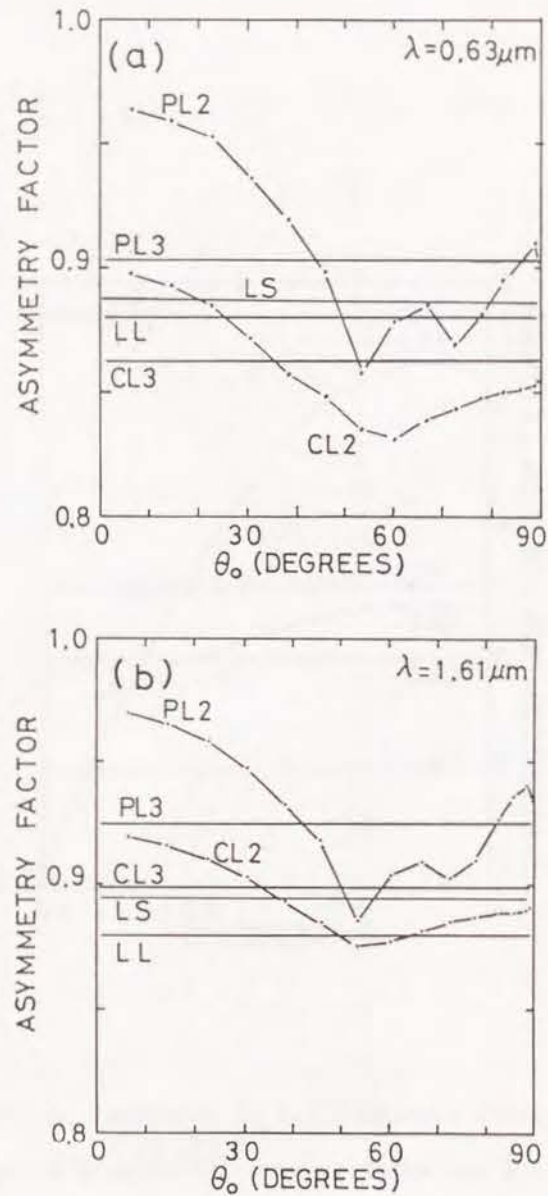 1.0
(a)
λ=0.63μm
PL2
ASYMMETRY FACTOR
PL3
0.9
LS
LL
CL3
CL2
0.8
0 30 60 90
θo (DEGREES)
1.0
(b)
λ=1.61μm
PL2
ASYMMETRY FACTOR
PL3
CL2
CL3
0.9
LS
LL
0.8
0 30 60 90
θo (DEGREES)